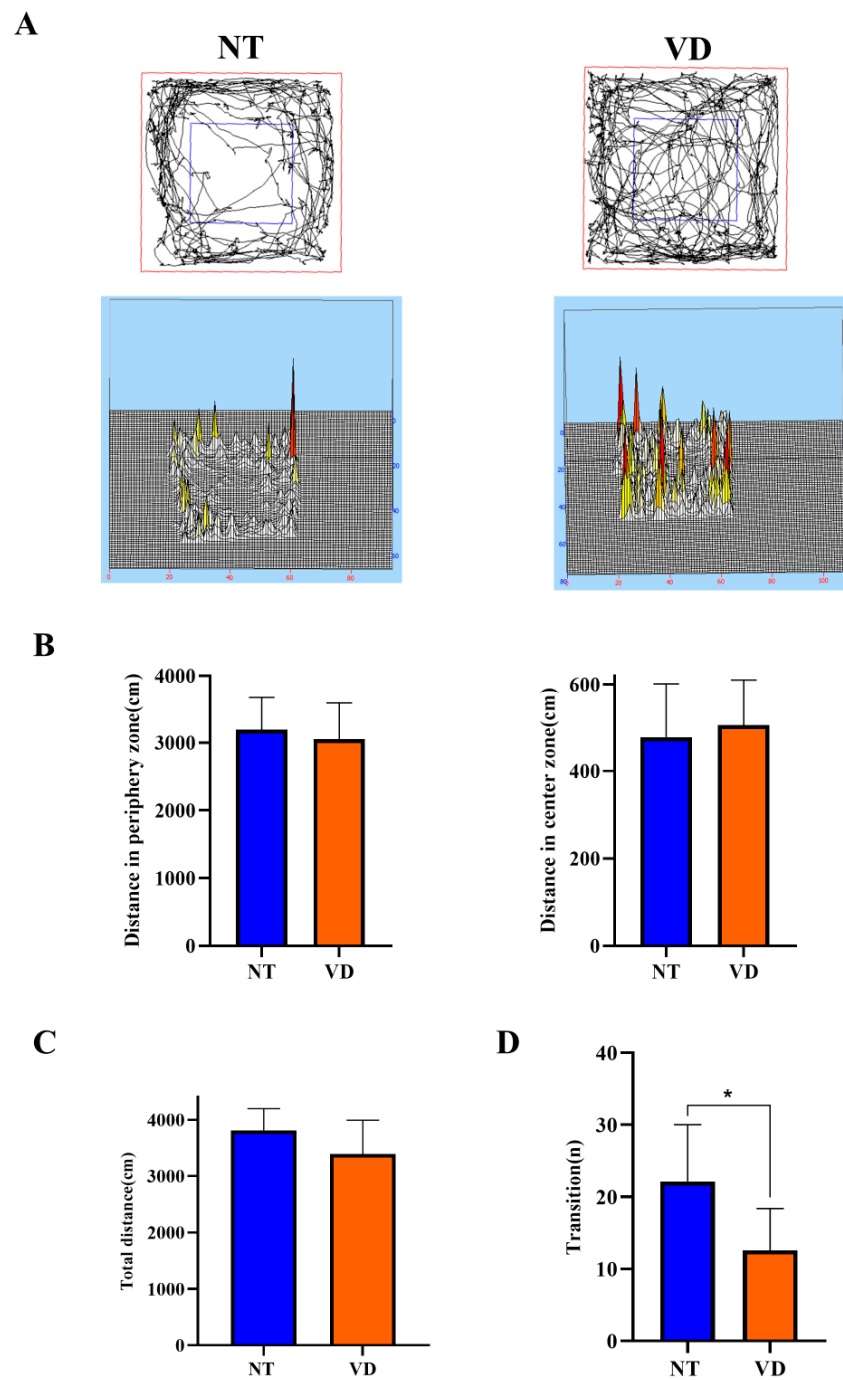 A
NT
VD
0
20
40
60
0
20
40
60
80
0
20
40
60
80
0
20
40
60
80
100
B
Distance in periphery zone(cm)
4000
3000
2000
1000
0
NT
VD
Distance in center zone(cm)
600
400
200
0
NT
VD
C
Total distance(cm)
4000
3000
2000
1000
0
NT
VD
D
Transition(n)
40
30
20
10
0
*
NT
VD